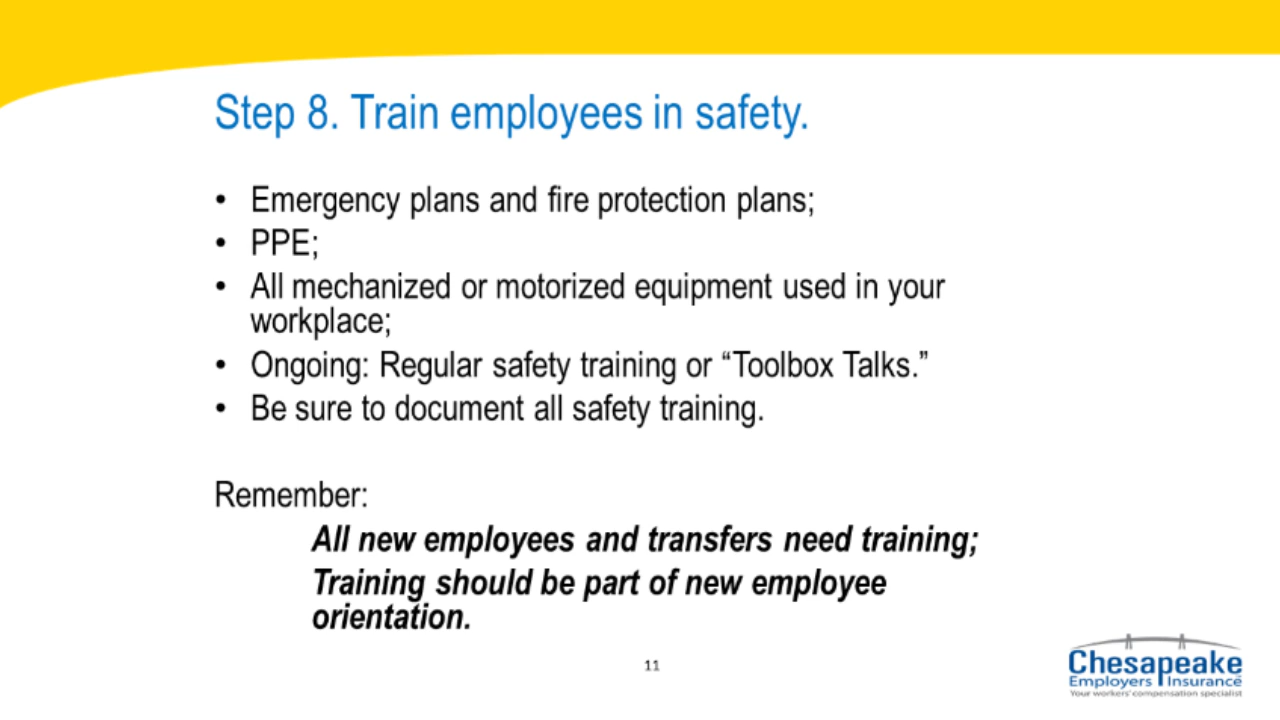 Step 8. Train employees in safety.
• Emergency plans and fire protection plans;
• PPE;
• All mechanized or motorized equipment used in your
workplace;
• Ongoing: Regular safety training or “Toolbox Talks.”
• Be sure to document all safety training.
Remember:
All new employees and transfers need training;
Training should be part of new employee
orientation.
11
Chesapeake
Employers Insurance
Your workers' compensation specialist